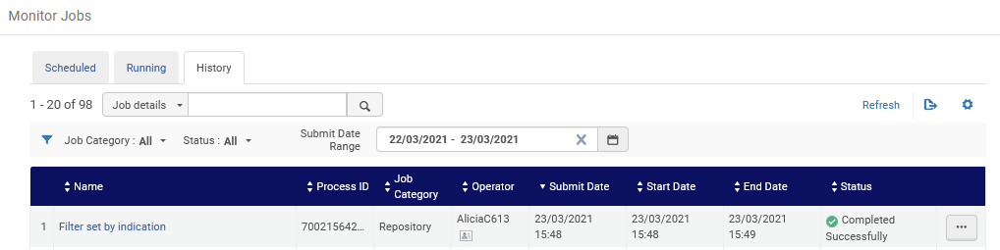 Monitor Jobs
Scheduled Running History
1 - 20 of 98 Job details Refresh
Job Category : All Status : All Submit Date Range 22/03/2021 - 23/03/2021
Name Process ID Job Category Operator Submit Date Start Date End Date Status
1 Filter set by indication 700215642... Repository AliciaC613 23/03/2021 15:48 23/03/2021 15:48 23/03/2021 15:49 Completed Successfully ...